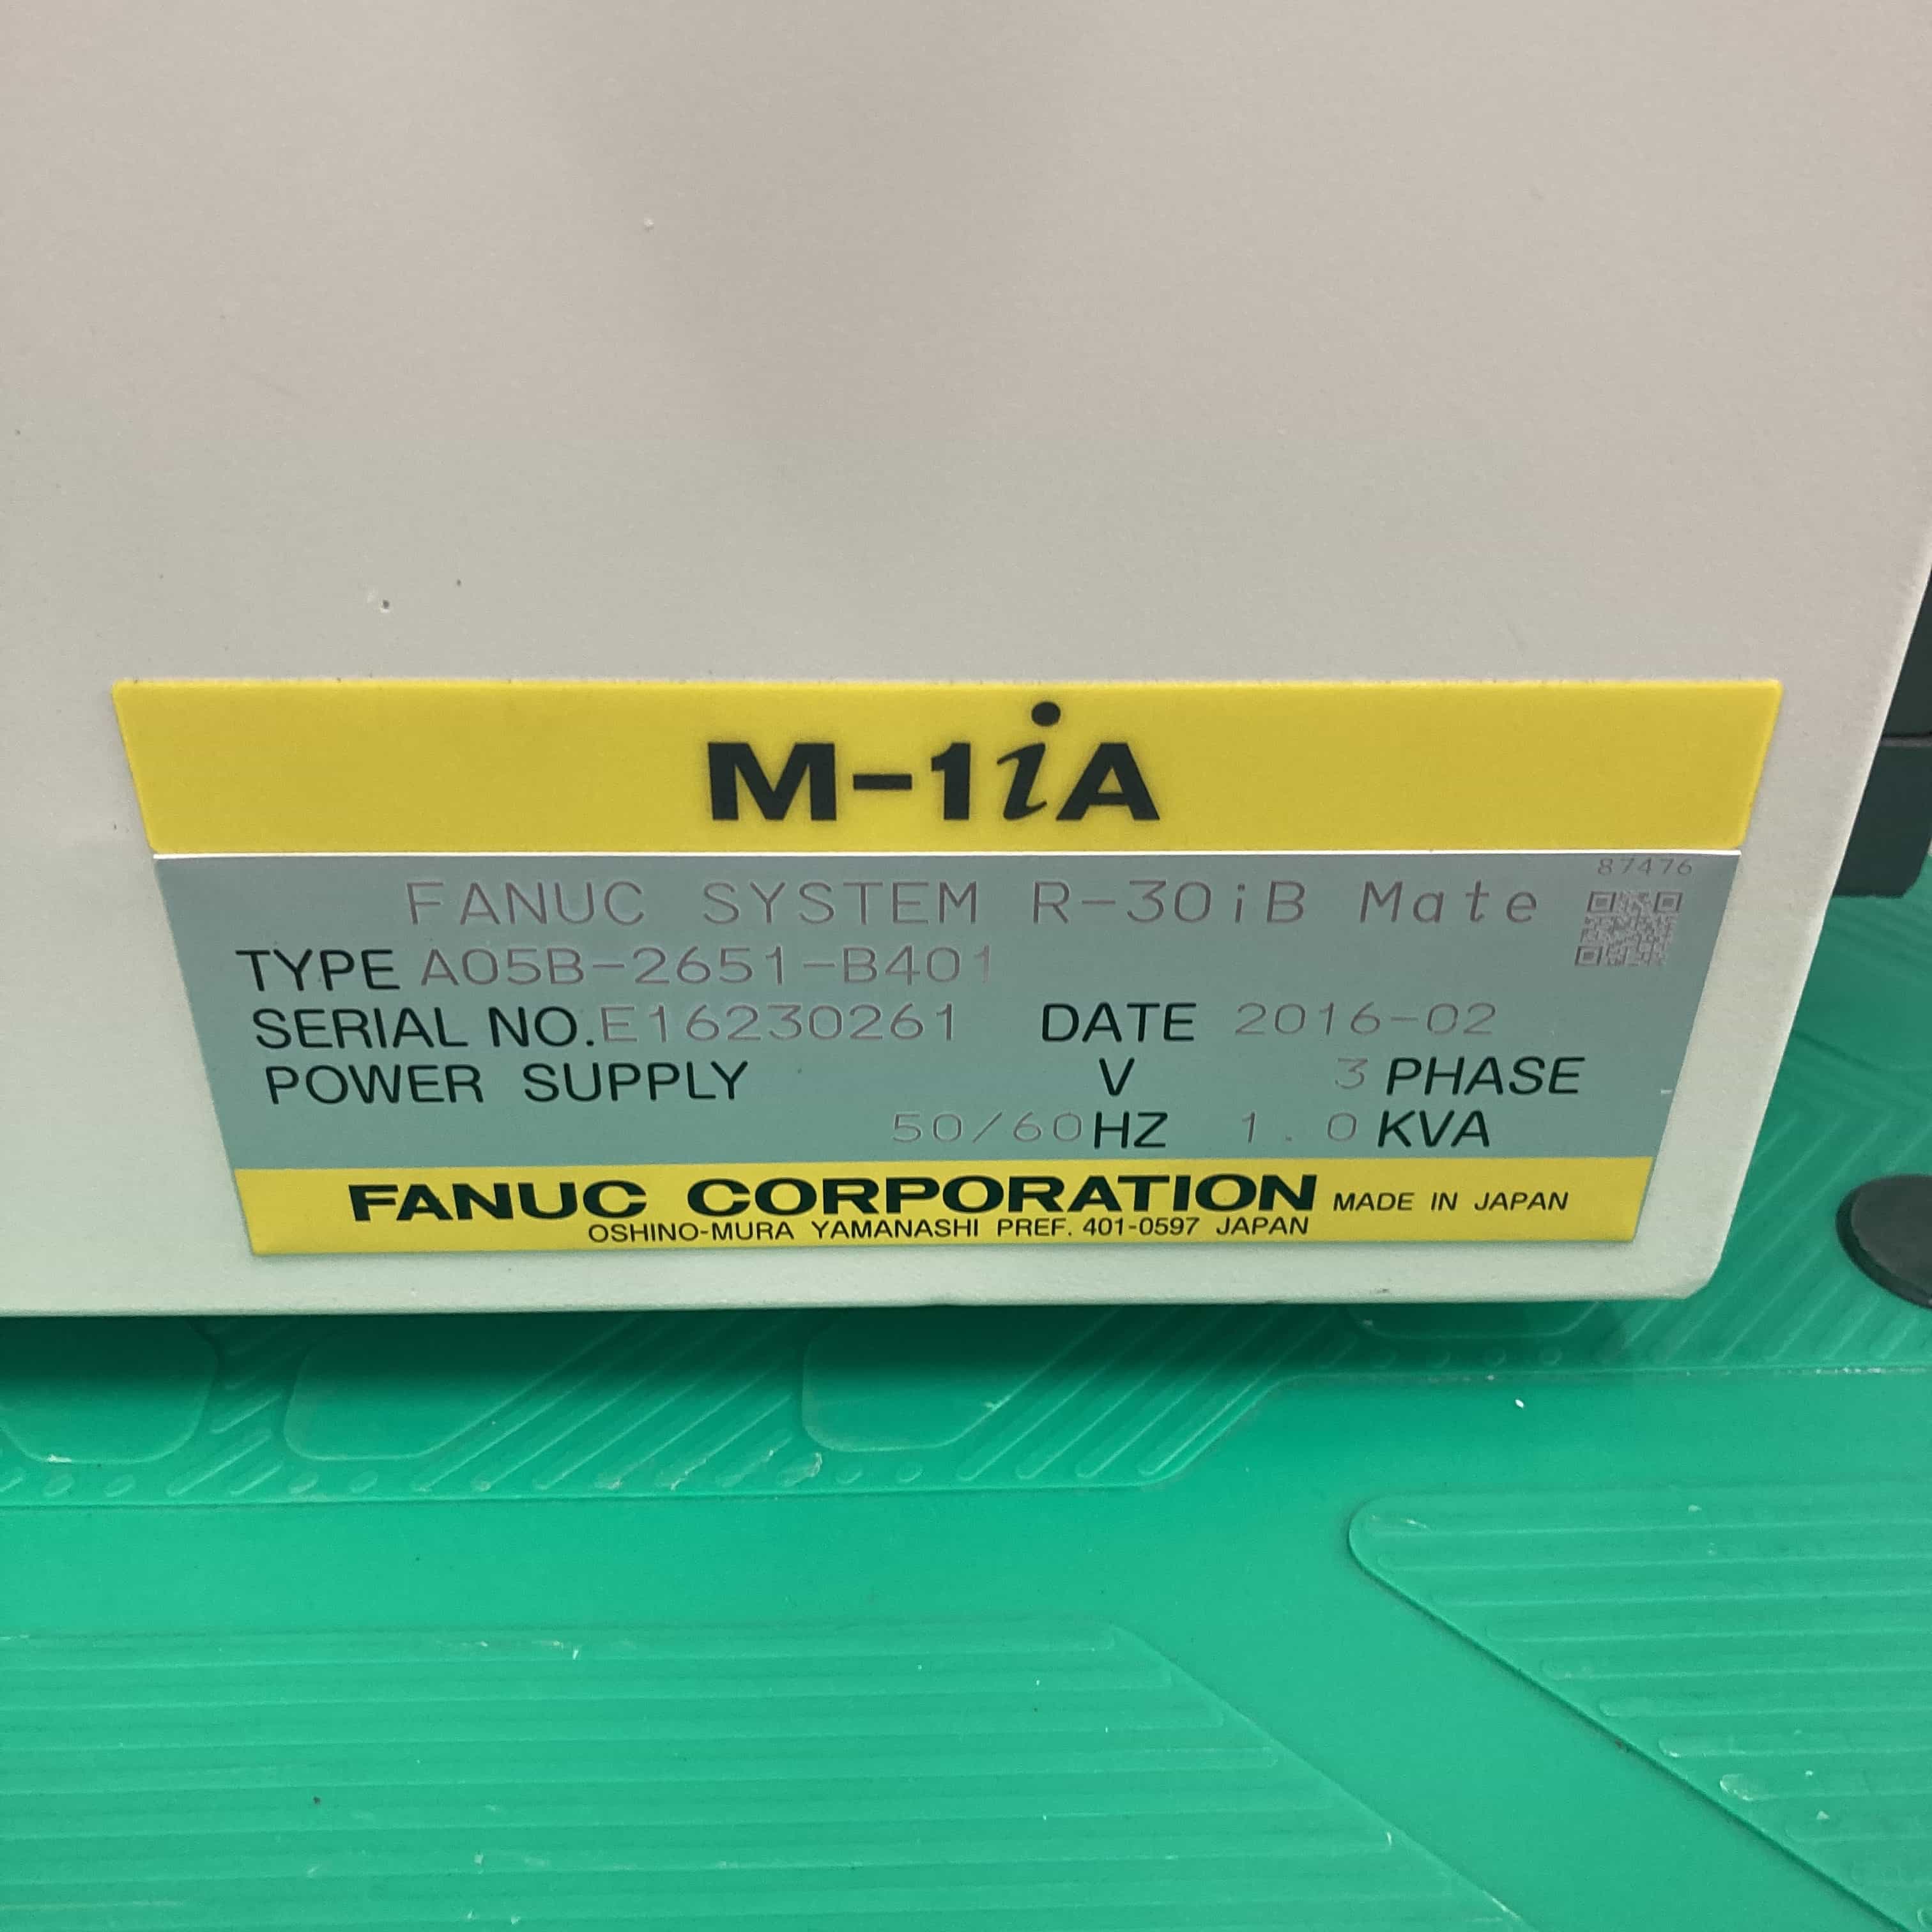 M-1iA
87476
FANUC SYSTEM R-30iB Mate
TYPE A05B-2651-B401
SERIAL NO. E16230261 DATE 2016-02
POWER SUPPLY V 3 PHASE
50/60 HZ 1.0 KVA
FANUC CORPORATION MADE IN JAPAN
OSHINO-MURA YAMANASHI PREF. 401-0597 JAPAN